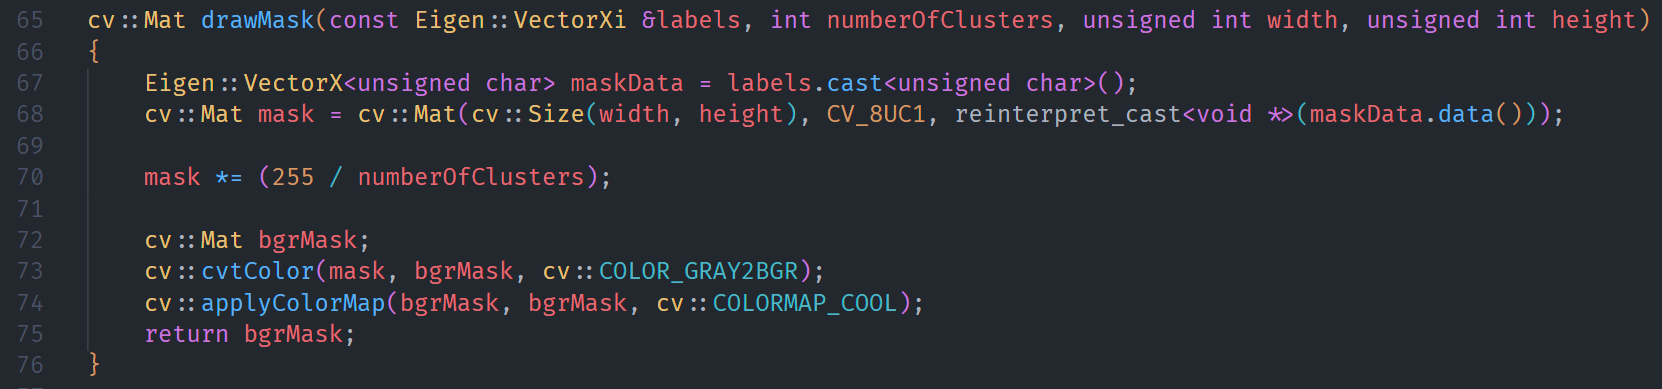 65 cv::Mat drawMask(const Eigen::VectorXi &labels, int numberOfClusters, unsigned int width, unsigned int height)
66 {
67     Eigen::VectorX<unsigned char> maskData = labels.cast<unsigned char>();
68     cv::Mat mask = cv::Mat(cv::Size(width, height), CV_8UC1, reinterpret_cast<void *>(maskData.data()));
69
70     mask *= (255 / numberOfClusters);
71
72     cv::Mat bgrMask;
73     cv::cvtColor(mask, bgrMask, cv::COLOR_GRAY2BGR);
74     cv::applyColorMap(bgrMask, bgrMask, cv::COLORMAP_COOL);
75     return bgrMask;
76 }